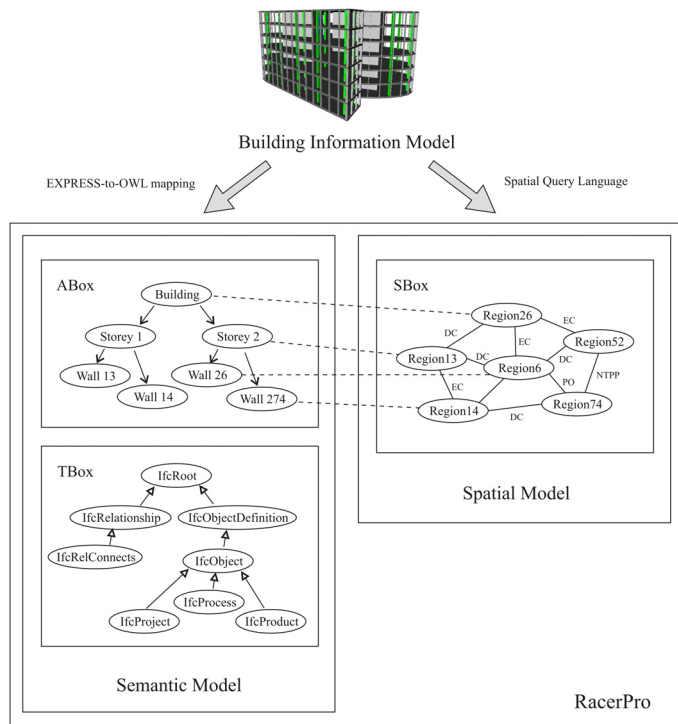 Building Information Model
EXPRESS-to-OWL mapping
Spatial Query Language
ABox
Building
Storey 1
Storey 2
Wall 13
Wall 26
Wall 14
Wall 274
SBox
Region26
EC
DC
EC
Region52
Region13
DC
DC
Region6
EC
PO
NTPP
Region14
DC
Region74
Spatial Model
TBox
IfcRoot
IfcRelationship
IfcObjectDefinition
IfcRelConnects
IfcObject
IfcProcess
IfcProject
IfcProduct
Semantic Model
RacerPro